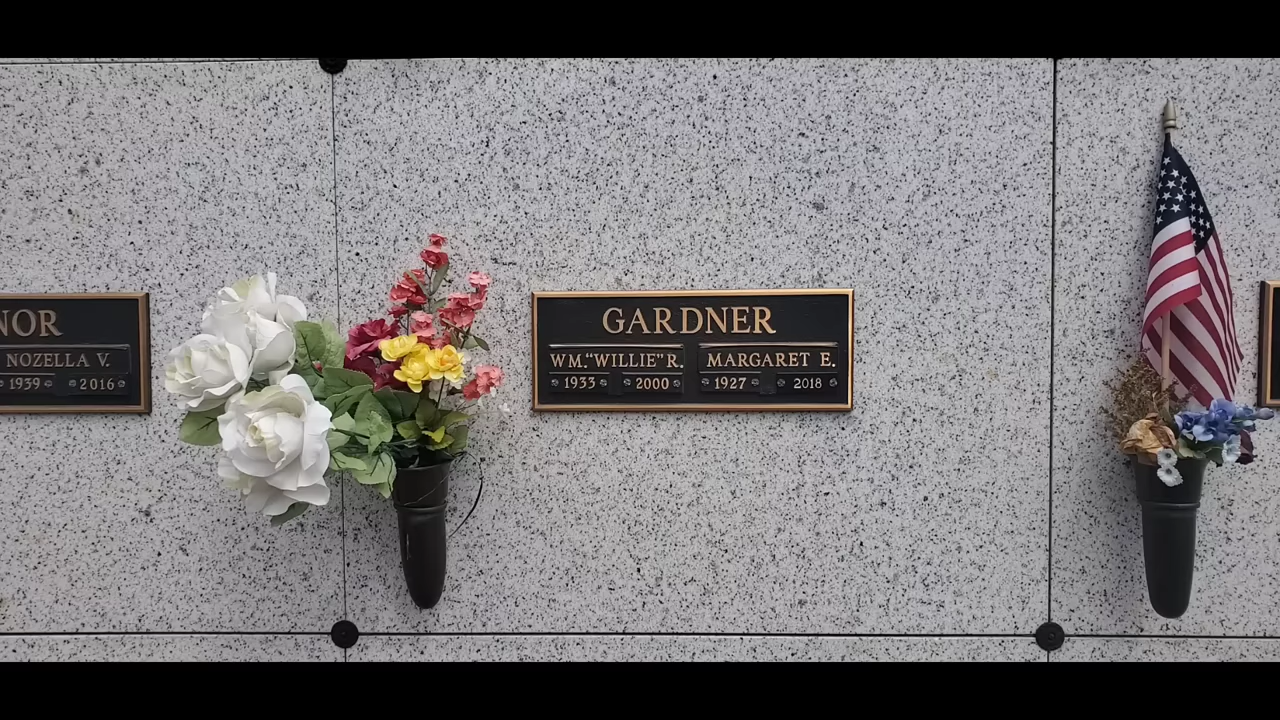 NOR
NOZELLA V.
1939 2016
GARDNER
WM. "WILLIE" R. MARGARET E.
1933 2000 1927 2018